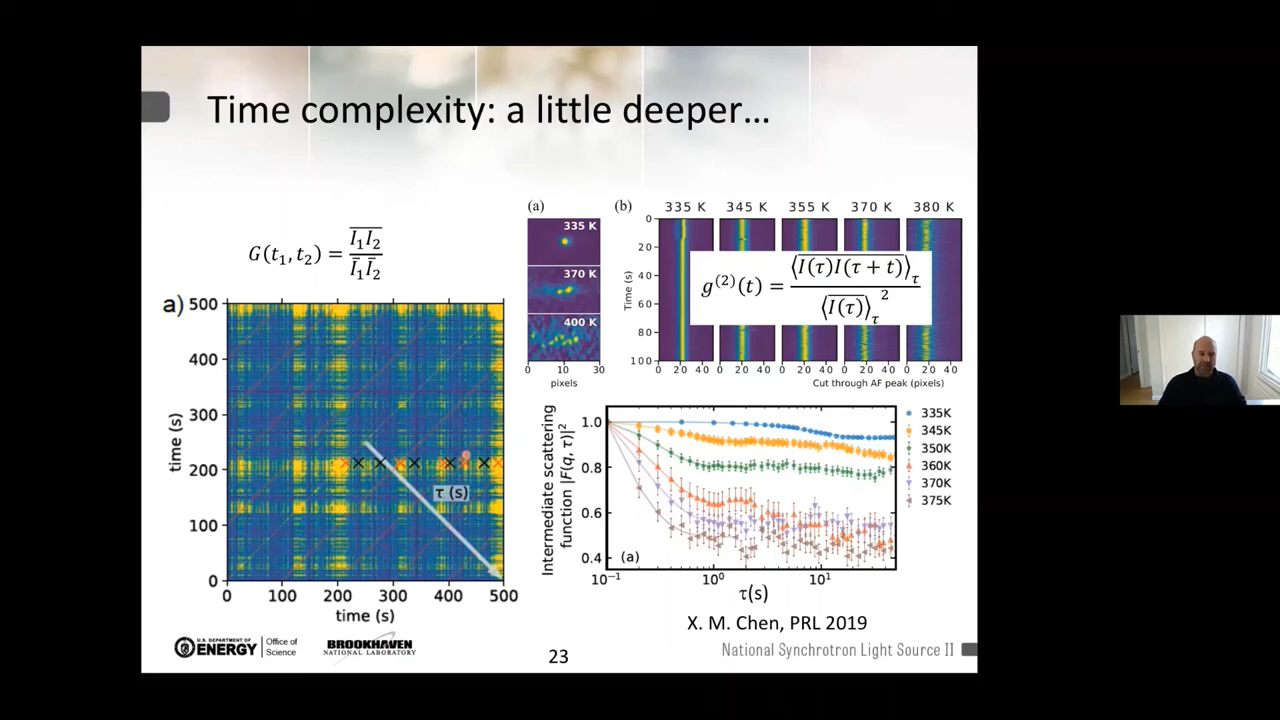 Time complexity: a little deeper...
G(t₁,t₂) = I₁I₂ / I₁ I₂
a)
500
400
300
200
100
0
time (s)
0 100 200 300 400 500
time (s)
τ (s)
(a)
335 K
370 K
400 K
0 10 30
pixels
(b)
335 K 345 K 355 K 370 K 380 K
0
20
40
60
80
100
Time (s)
g⁽²⁾(t) = ⟨I(τ)I(τ + t)⟩τ / ⟨I(τ)⟩τ²
0 20 40 0 20 40 0 20 40 0 20 40 0 20 40
Cut through AF peak (pixels)
Intermediate scattering
function |F(q, τ)|²
1.0
0.8
0.6
0.4
(a)
10⁻¹ 10⁰ 10¹
τ(s)
335K
345K
350K
360K
370K
375K
X. M. Chen, PRL 2019
U.S. DEPARTMENT OF
ENERGY
Office of
Science
BROOKHAVEN
NATIONAL LABORATORY
23
National Synchrotron Light Source II